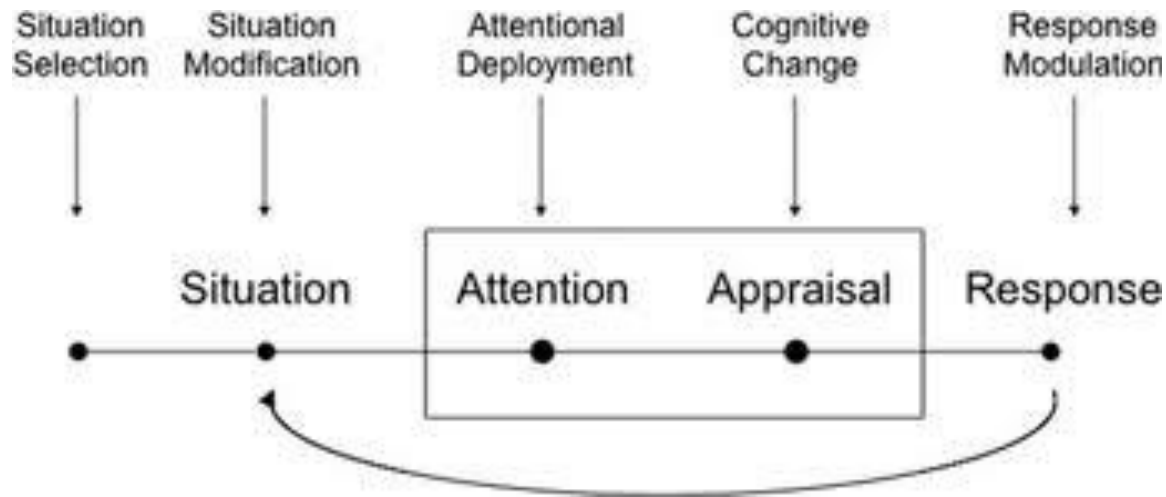 Situation
Selection
Situation
Modification
Attentional
Deployment
Cognitive
Change
Response
Modulation
Situation
Attention
Appraisal
Response